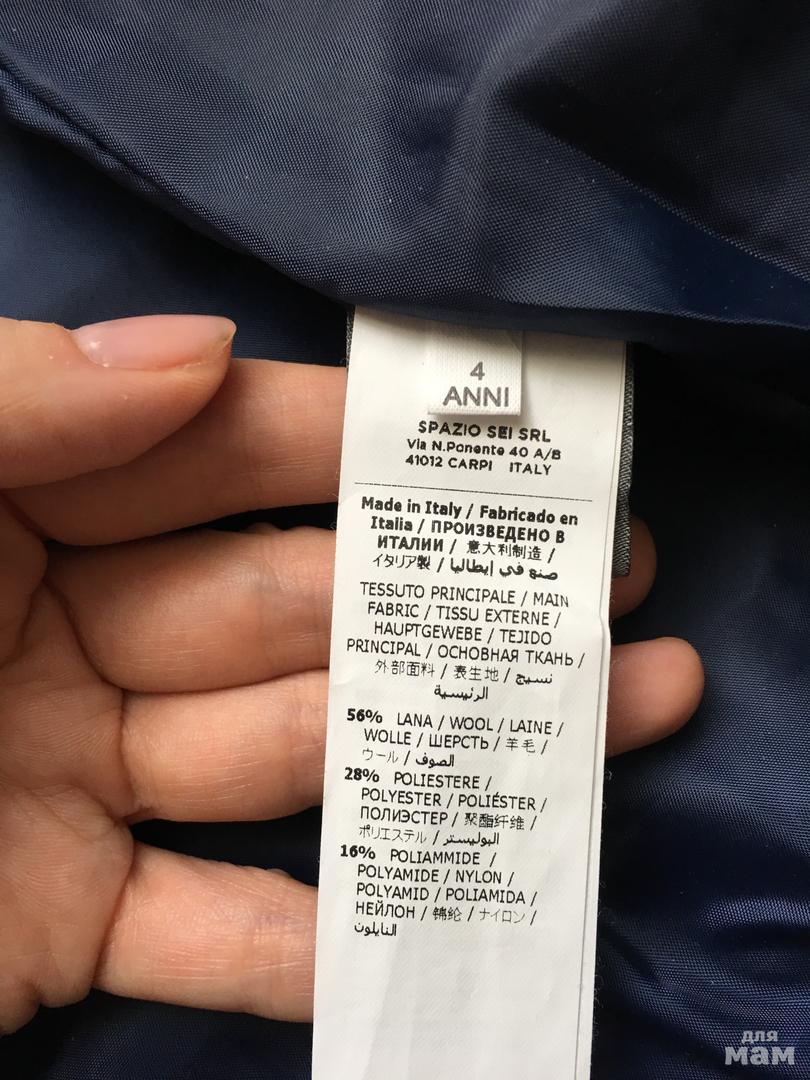 4
ANNI
SPAZIO SEI SRL
Via N.Ponente 40 A/B
41012 CARPI ITALY
Made in Italy / Fabricado en
Italia / ПРОИЗВЕДЕНО В
ИТАЛИИ / 意大利制造 /
イタリア製 / صنع في إيطاليا
TESSUTO PRINCIPALE / MAIN
FABRIC / TISSU EXTERNE /
HAUPTGEWEBE / TEJIDO
PRINCIPAL / ОСНОВНАЯ ТКАНЬ /
外部面料 / 表生地 / نسيج
الرئيسية
56% LANA / WOOL / LAINE /
WOLLE / ШЕРСТЬ / 羊毛 /
ウール / الصوف
28% POLIESTERE /
POLYESTER / POLIÉSTER /
ПОЛИЭСТЕР / 聚酯纤维 /
ポリエステル / البوليستر
16% POLIAMMIDE /
POLYAMIDE / NYLON /
POLYAMID / POLIAMIDA /
НЕЙЛОН / 锦纶 / ナイロン /
النايلون
для
мам